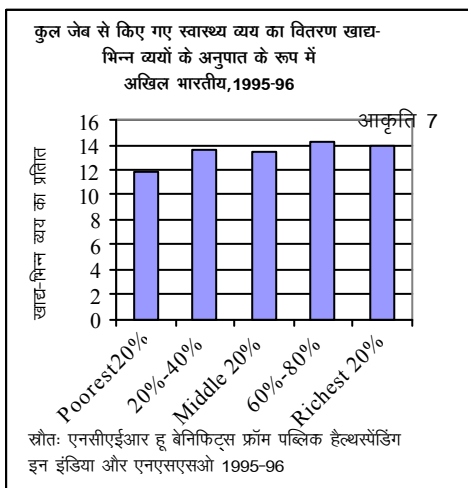 कुल जेब से किए गए स्वास्थ्य व्यय का वितरण खाद्य-
भिन्न व्ययों के अनुपात के रूप में
अखिल भारतीय,1995-96
आकृति 7
खाद्य-भिन्न व्यय का प्रतिात
16
14
12
10
8
6
4
2
0
Poorest20%
20%-40%
Middle 20%
60%-80%
Richest 20%
स्रौतः एनसीएईआर हू बेनिफिट्स फ्रॉम पब्लिक हैल्थस्पेंडिंग
इन इंडिया और एनएसएसओ 1995-96